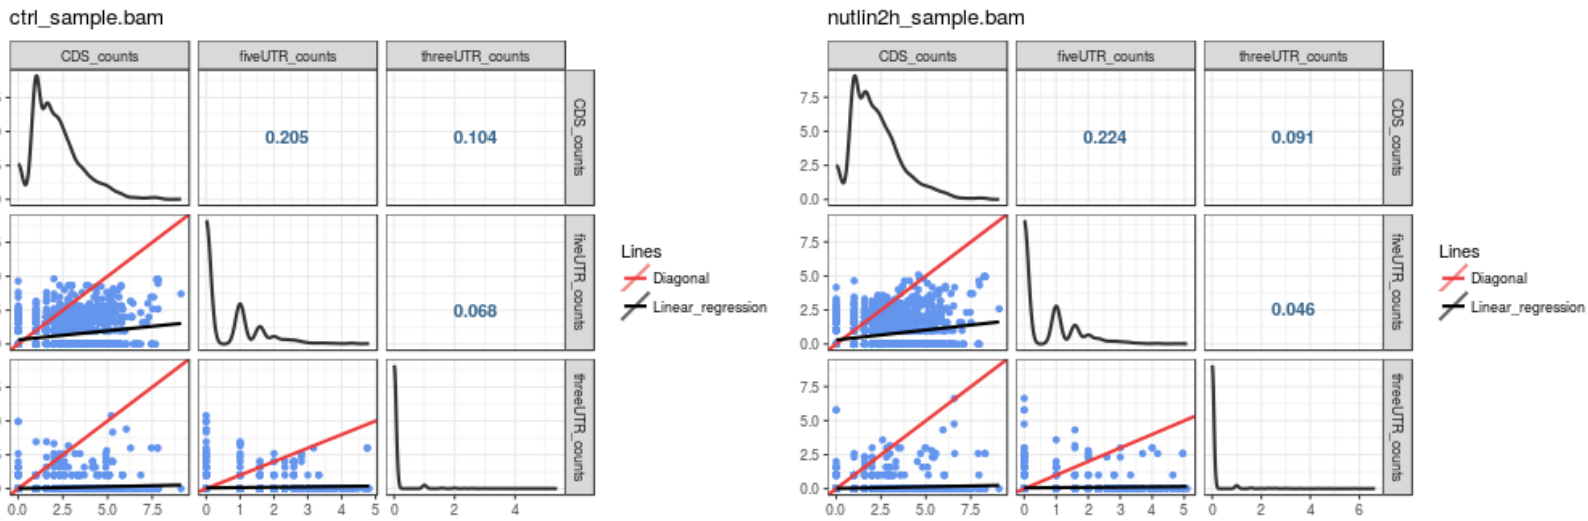 ctrl_sample.bam
nutlin2h_sample.bam
CDS_counts fiveUTR_counts threeUTR_counts
CDS_counts fiveUTR_counts threeUTR_counts
CDS_counts
0.205 0.104
7.5
5.0
2.5
0.0
0.224 0.091
CDS_counts
fiveUTR_counts
0.068
Lines
Diagonal
Linear_regression
7.5
5.0
2.5
0.0
0.046
fiveUTR_counts
Lines
Diagonal
Linear_regression
threeUTR_counts
7.5
5.0
2.5
0.0
threeUTR_counts
0.0 2.5 5.0 7.5 0 1 2 3 4 5 2 4
0.0 2.5 5.0 7.5 0 1 2 3 4 5 0 2 4 6